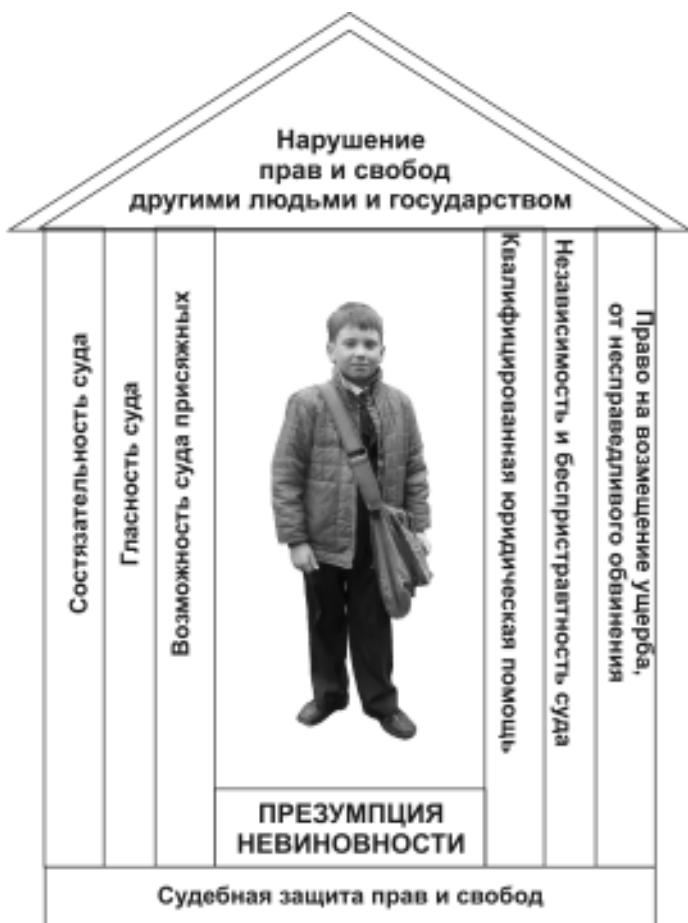 Нарушение
прав и свобод
другими людьми и государством
Состязательность суда
Гласность суда
Возможность суда присяжных
Квалифицированная юридическая помощь
Независимость и беспристравтность суда
Право на возмещение ущерба,
от несправедливого обвинения
ПРЕЗУМПЦИЯ
НЕВИНОВНОСТИ
Судебная защита прав и свобод